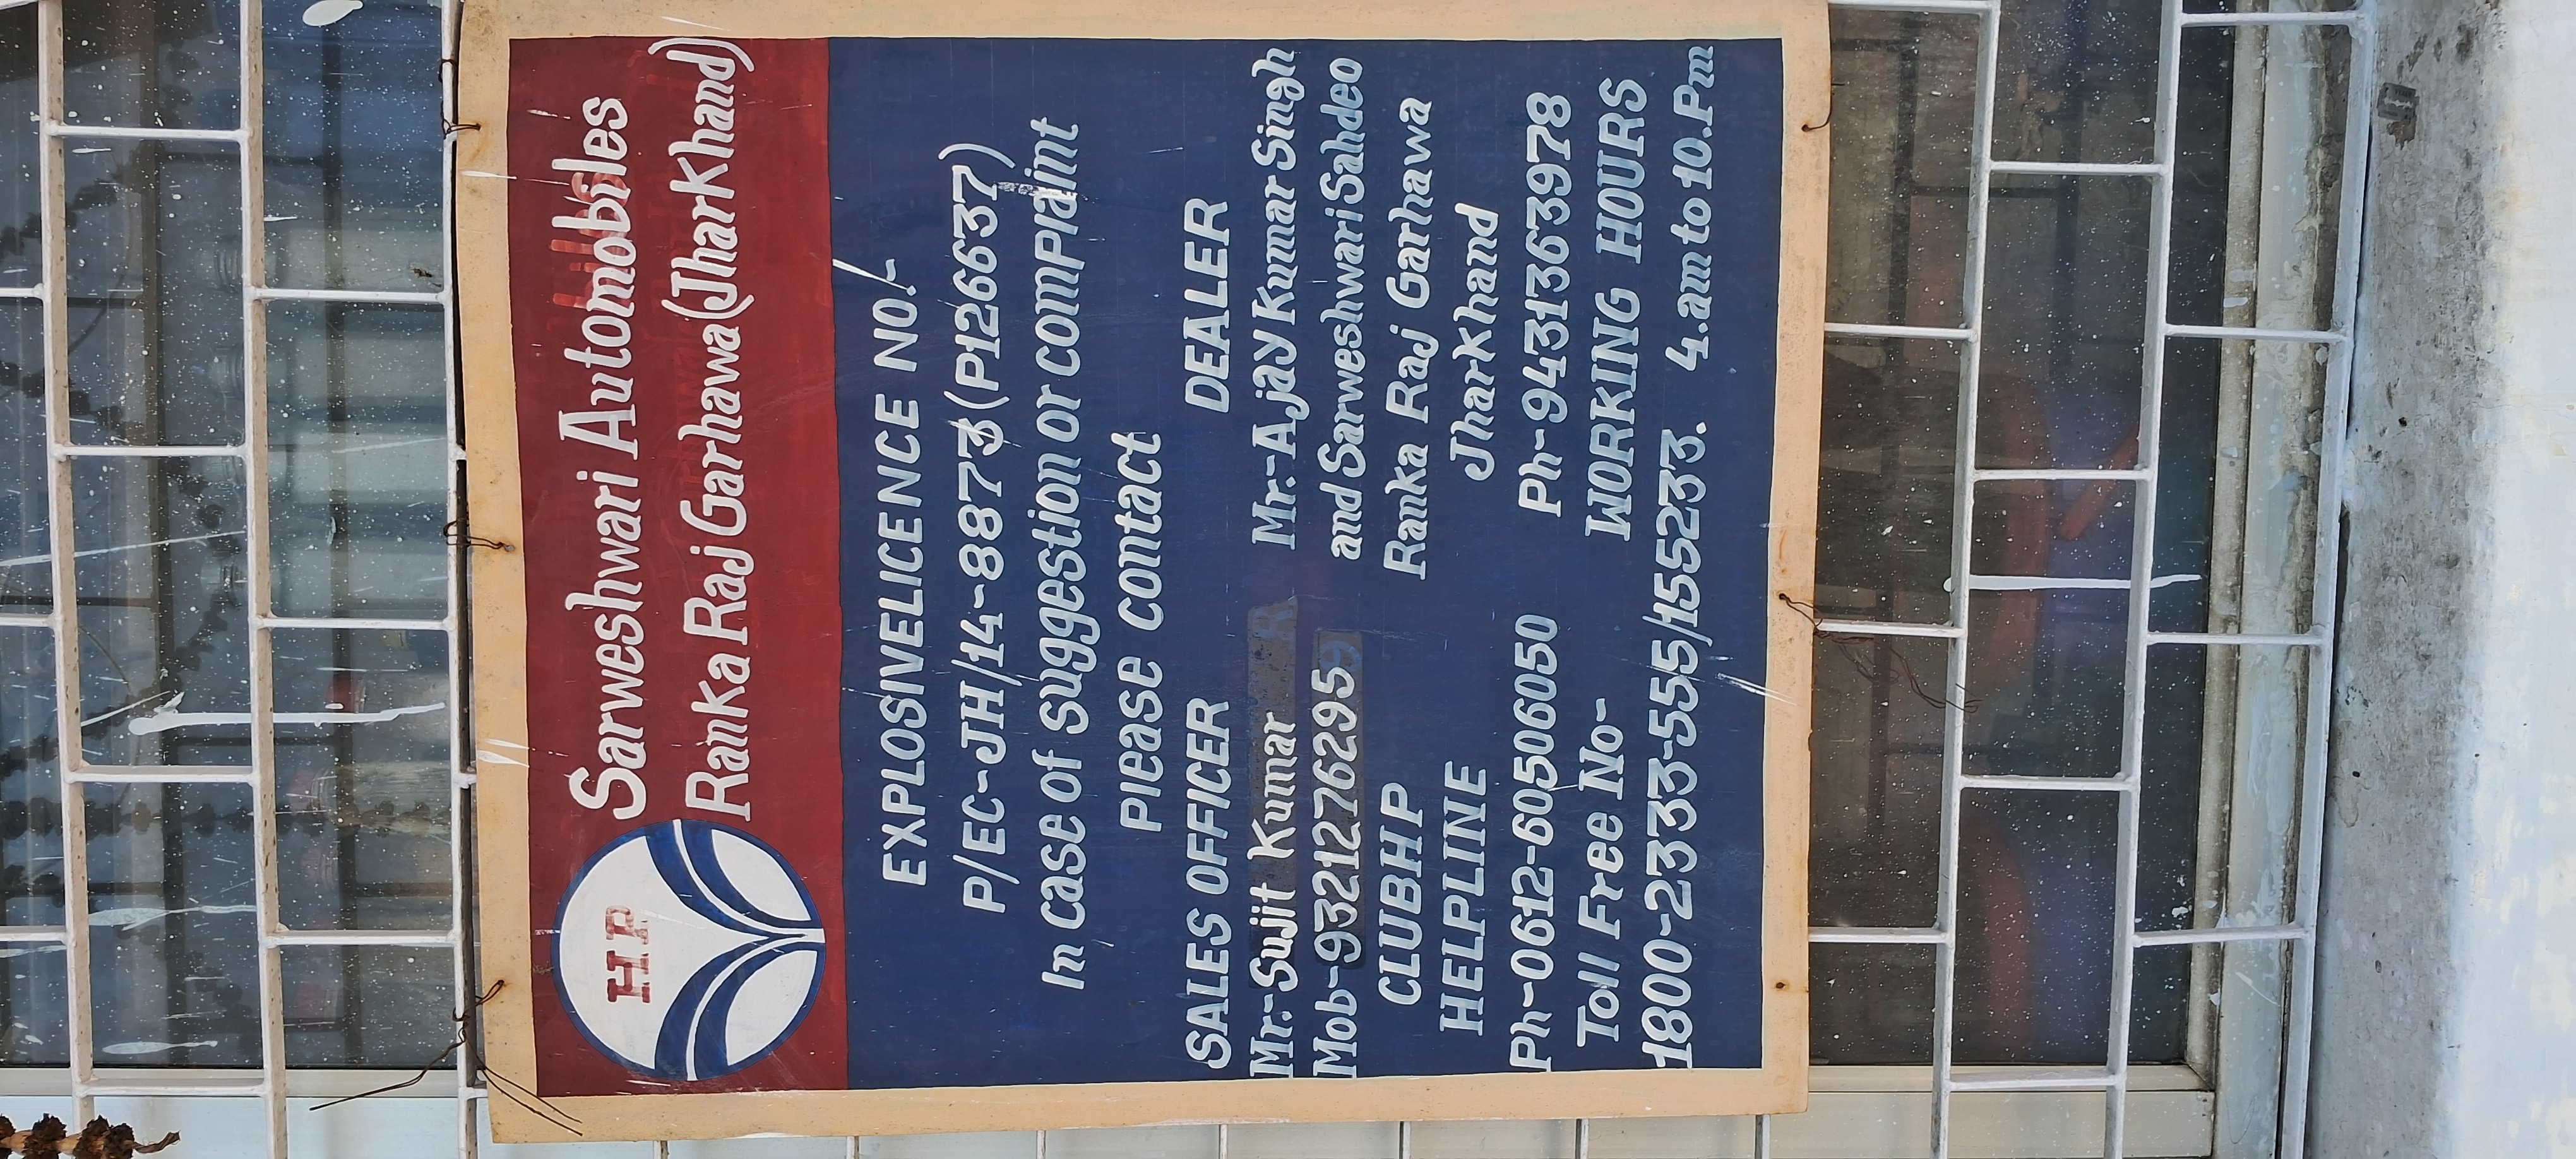 HP
Sarweshwari Automobiles
Ranka Raj Garhawa (Jharkhand)
EXPLOSIVELICENCE NO:-
P/EC-JH/14-8873(P126637)
In case of suggestion or complaint
Please contact
SALES OFFICER
Mr.-Sujit Kumar
Mob-9321276295
CLUBHP
HELPLINE
Ph-0612-60506050
Toll Free No-
1800-2333-555/155233.
DEALER
Mr.-Ajay Kumar Singh
and Sarweshwari Sahdeo
Ranka Raj Garhawa
Jharkhand
Ph-9431363978
WORKING HOURS
4.am to 10.Pm